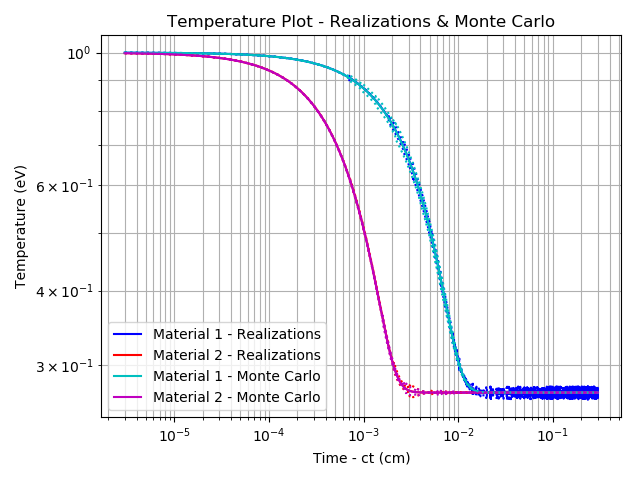 Temperature Plot - Realizations & Monte Carlo
Temperature (eV)
10⁰
6 × 10⁻¹
4 × 10⁻¹
3 × 10⁻¹
Material 1 - Realizations
Material 2 - Realizations
Material 1 - Monte Carlo
Material 2 - Monte Carlo
10⁻⁵ 10⁻⁴ 10⁻³ 10⁻² 10⁻¹
Time - ct (cm)